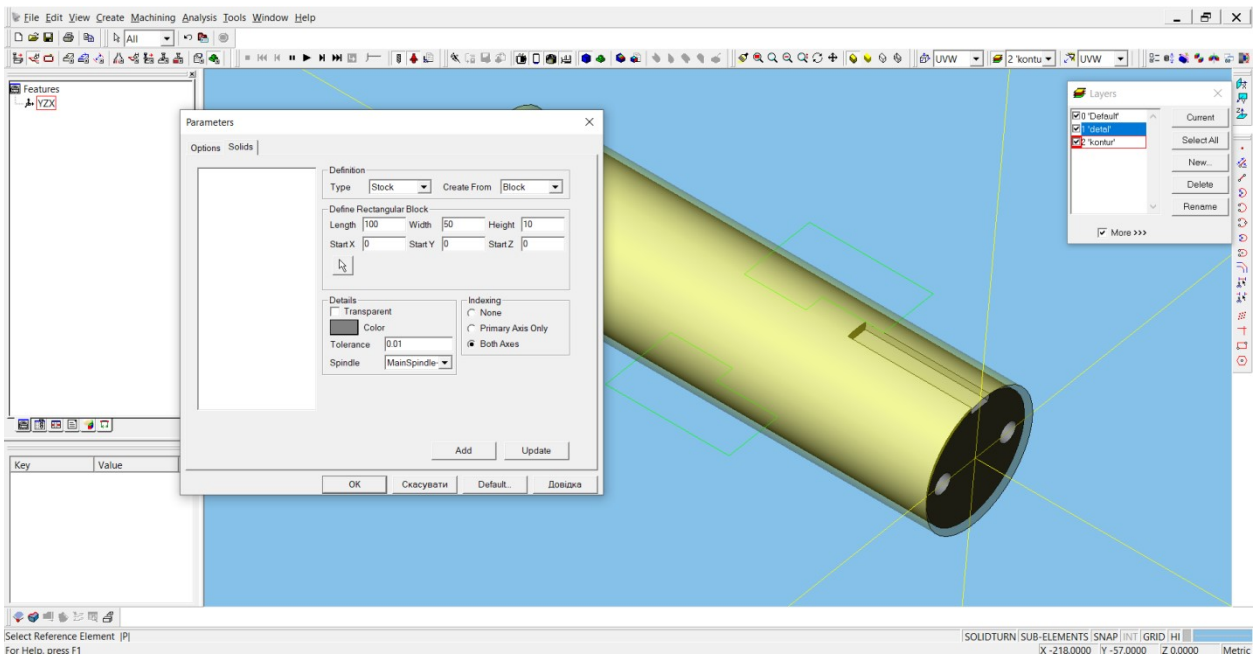 File Edit View Create Machining Analysis Tools Window Help
All
UVW
2 'kontu
UVW
Features
YZX
Parameters
Options Solids
Definition
Type Stock Create From Block
Define Rectangular Block
Length 100 Width 50 Height 10
Start X 0 Start Y 0 Start Z 0
Details
Transparent
Color
Tolerance 0.01
Spindle MainSpindle-
Indexing
None
Primary Axis Only
Both Axes
Add Update
OK Скасувати Default.. Довідка
Layers
0 'Default'
1 'detal'
2 'kontur'
Current
Select All
New...
Delete
Rename
More >>>
Key Value
Select Reference Element |P|
SOLIDTURN SUB-ELEMENTS SNAP INT GRID HI
For Help, press F1
X -218.0000 Y -57.0000 Z 0.0000 Metric